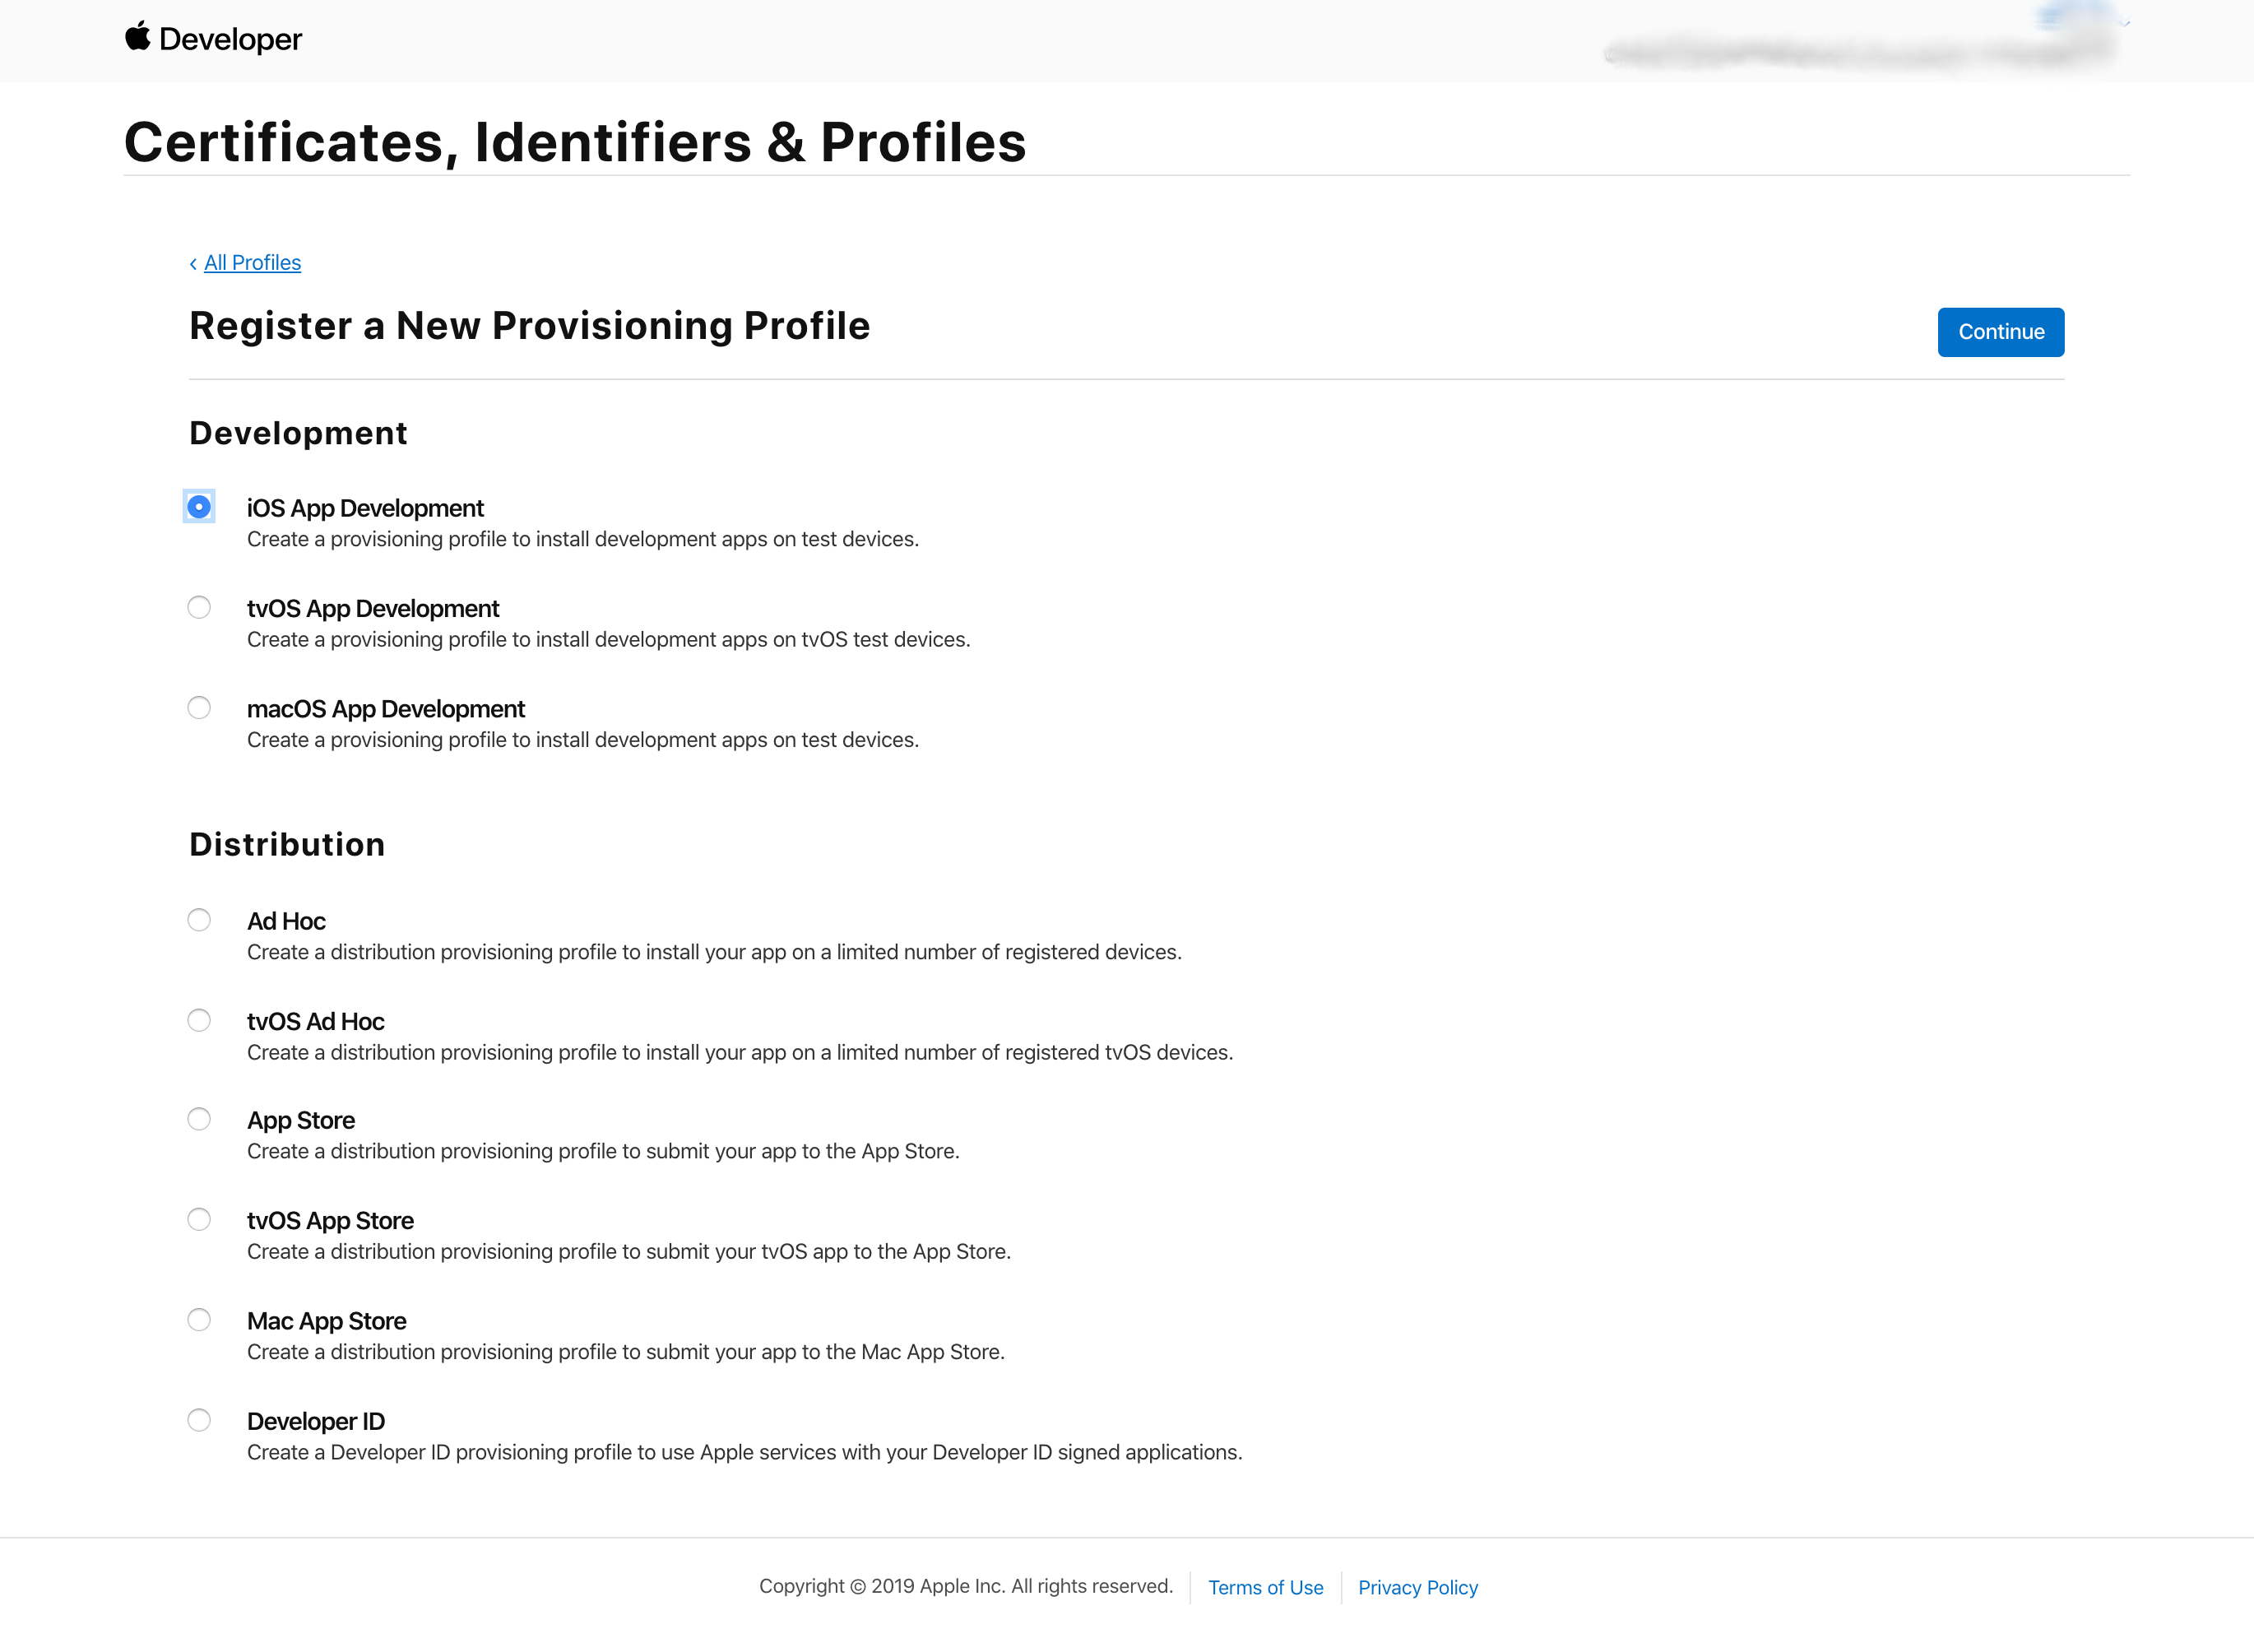 Developer
Certificates, Identifiers & Profiles
‹ All Profiles
Register a New Provisioning Profile
Continue
Development
iOS App Development
Create a provisioning profile to install development apps on test devices.
tvOS App Development
Create a provisioning profile to install development apps on tvOS test devices.
macOS App Development
Create a provisioning profile to install development apps on test devices.
Distribution
Ad Hoc
Create a distribution provisioning profile to install your app on a limited number of registered devices.
tvOS Ad Hoc
Create a distribution provisioning profile to install your app on a limited number of registered tvOS devices.
App Store
Create a distribution provisioning profile to submit your app to the App Store.
tvOS App Store
Create a distribution provisioning profile to submit your tvOS app to the App Store.
Mac App Store
Create a distribution provisioning profile to submit your app to the Mac App Store.
Developer ID
Create a Developer ID provisioning profile to use Apple services with your Developer ID signed applications.
Copyright © 2019 Apple Inc. All rights reserved. Terms of Use Privacy Policy